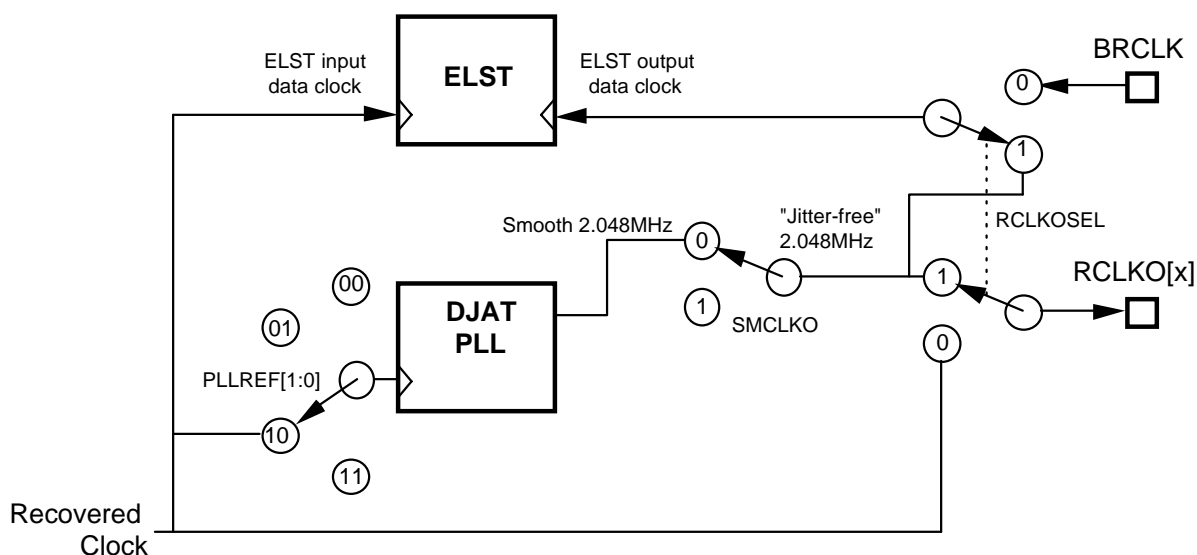 BRCLK
ELST input
data clock
ELST
ELST output
data clock
0
1
Smooth 2.048MHz
"Jitter-free"
2.048MHz
RCLKOSEL
0
1
SMCLKO
1
0
RCLKO[x]
00
01
PLLREF[1:0]
10
11
DJAT
PLL
Recovered
Clock